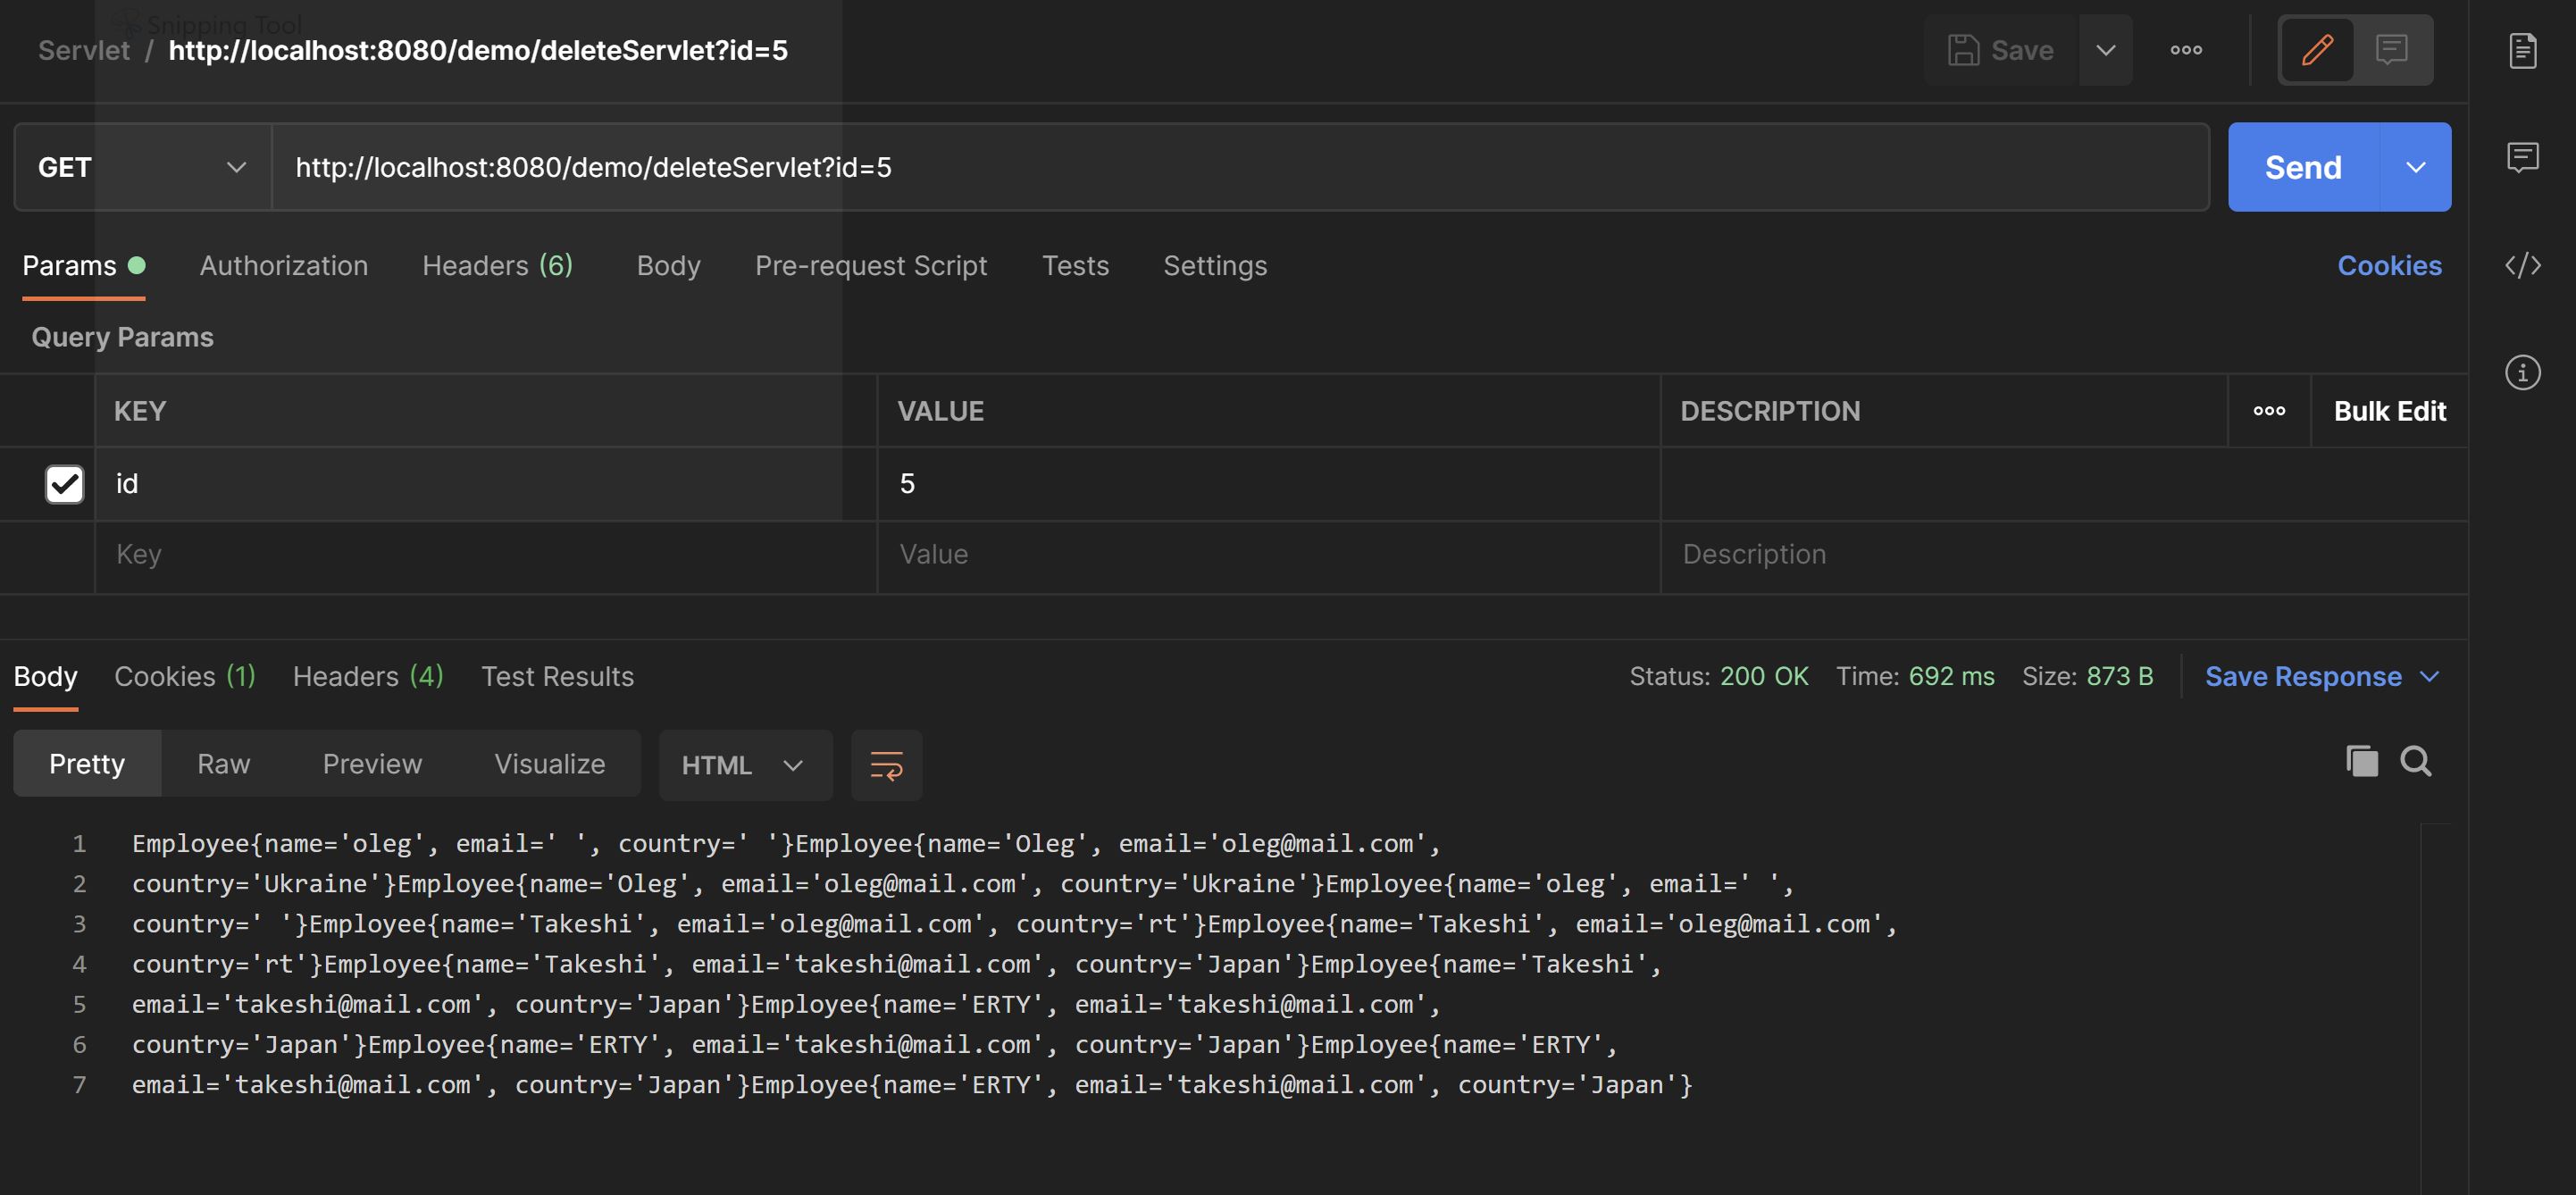 Snipping Tool
Servlet / http://localhost:8080/demo/deleteServlet?id=5
Save
GET http://localhost:8080/demo/deleteServlet?id=5 Send
Params Authorization Headers (6) Body Pre-request Script Tests Settings Cookies
Query Params
KEY VALUE DESCRIPTION ooo Bulk Edit
id 5
Key Value Description
Body Cookies (1) Headers (4) Test Results Status: 200 OK Time: 692 ms Size: 873 B Save Response
Pretty Raw Preview Visualize HTML
1 Employee{name='oleg', email=' ', country=' '}Employee{name='Oleg', email='oleg@mail.com',
2 country='Ukraine'}Employee{name='Oleg', email='oleg@mail.com', country='Ukraine'}Employee{name='oleg', email=' ',
3 country=' '}Employee{name='Takeshi', email='oleg@mail.com', country='rt'}Employee{name='Takeshi', email='oleg@mail.com',
4 country='rt'}Employee{name='Takeshi', email='takeshi@mail.com', country='Japan'}Employee{name='Takeshi',
5 email='takeshi@mail.com', country='Japan'}Employee{name='ERTY', email='takeshi@mail.com',
6 country='Japan'}Employee{name='ERTY', email='takeshi@mail.com', country='Japan'}Employee{name='ERTY',
7 email='takeshi@mail.com', country='Japan'}Employee{name='ERTY', email='takeshi@mail.com', country='Japan'}